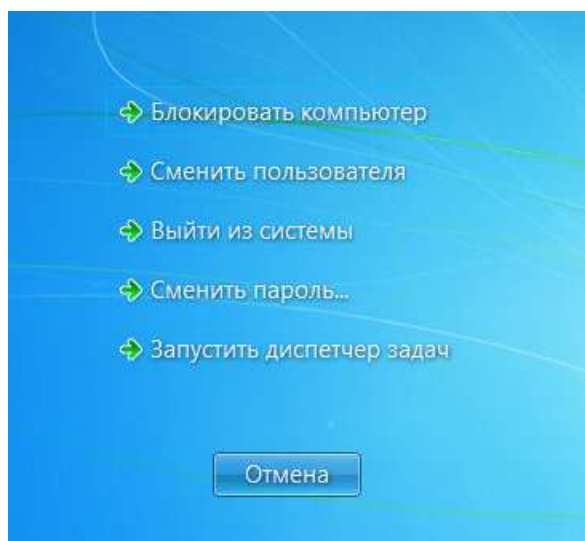 Блокировать компьютер
Сменить пользователя
Выйти из системы
Сменить пароль...
Запустить диспетчер задач
Отмена